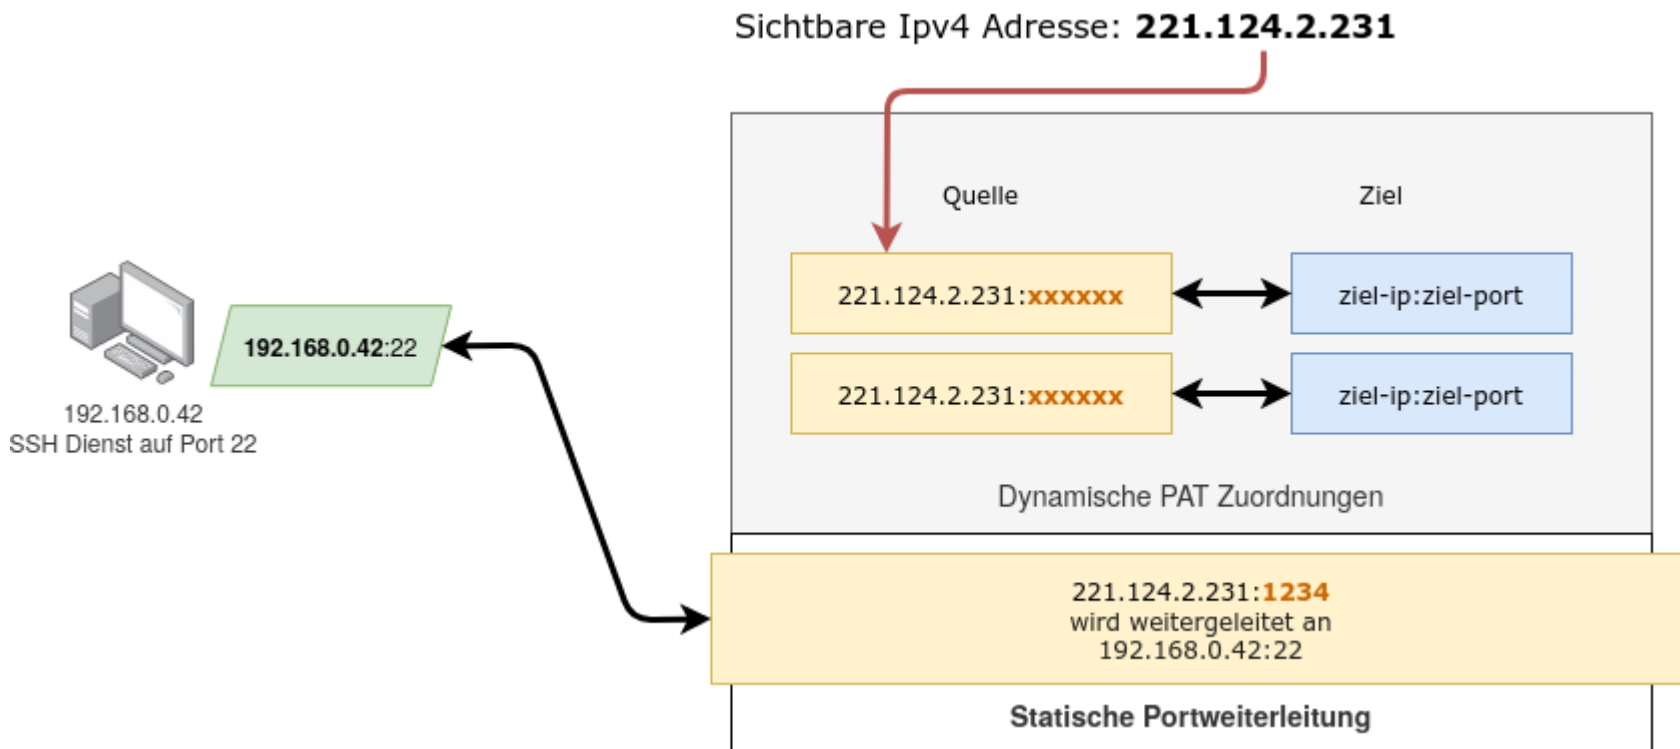 Sichtbare Ipv4 Adresse: 221.124.2.231
Quelle
Ziel
221.124.2.231:xxxxxx
ziel-ip:ziel-port
192.168.0.42:22
221.124.2.231:xxxxxx
ziel-ip:ziel-port
192.168.0.42
SSH Dienst auf Port 22
Dynamische PAT Zuordnungen
221.124.2.231:1234
wird weitergeleitet an
192.168.0.42:22
Statische Portweiterleitung